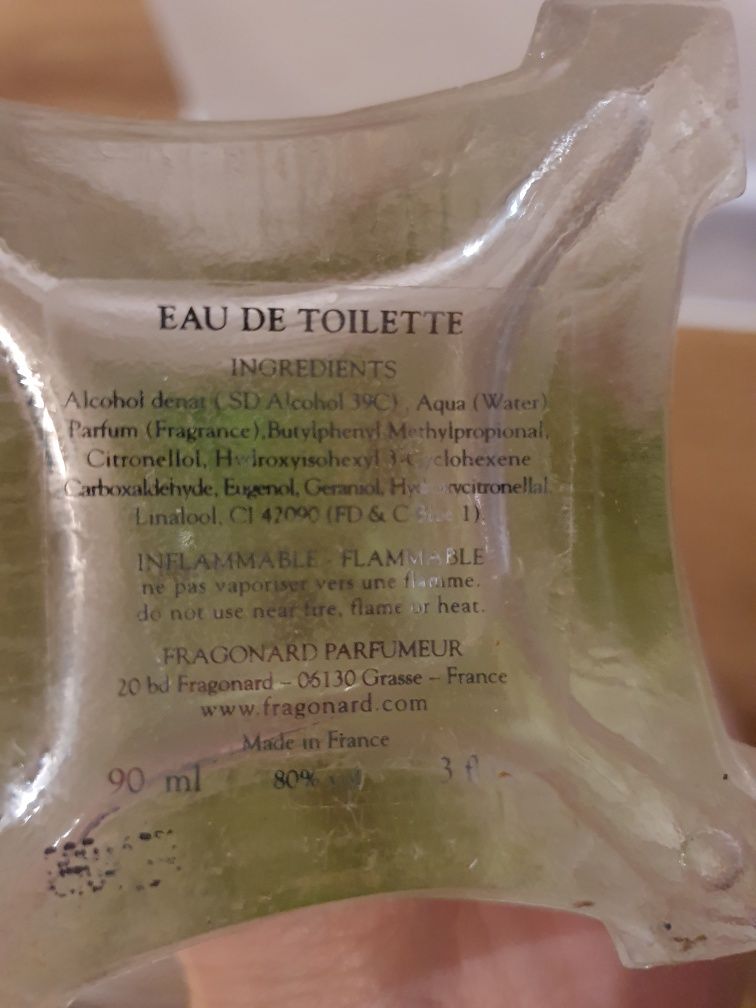 EAU DE TOILETTE
INGREDIENTS
Alcohol denat (SD Alcohol 39C) , Aqua (Water)
Parfum (Fragrance),Butylphenyl Methylpropional,
Citronellol, Hydroxyisohexyl 3-Cyclohexene
Carboxaldehyde, Eugenol, Geraniol, Hydroxycitronellal,
Linalool, CI 42090 (FD & C 1)
INFLAMMABLE - FLAMMABLE
ne pas vaporiser vers une flamme.
do not use near fire, flame or heat.
FRAGONARD PARFUMEUR
20 bd Fragonard – 06130 Grasse – France
www.fragonard.com
Made in France
90 ml 80% vol 3 fl